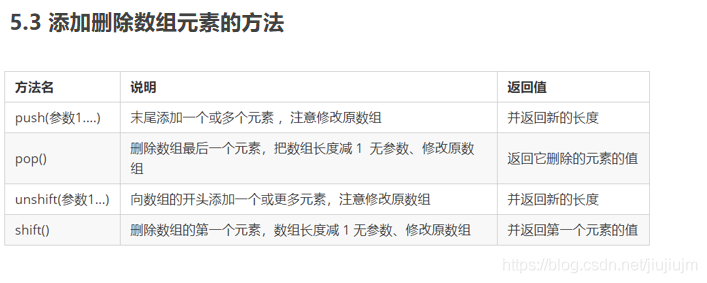 5.3 添加删除数组元素的方法
方法名 说明 返回值
push(参数1....) 末尾添加一个或多个元素 ，注意修改原数组 并返回新的长度
pop() 删除数组最后一个元素，把数组长度减 1 无参数、修改原数 返回它删除的元素的值
组
unshift(参数1...) 向数组的开头添加一个或更多元素，注意修改原数组 并返回新的长度
shift() 删除数组的第一个元素，数组长度减 1 无参数、修改原数组 并返回第一个元素的值
https://blog.csdn.net/jiujiujm